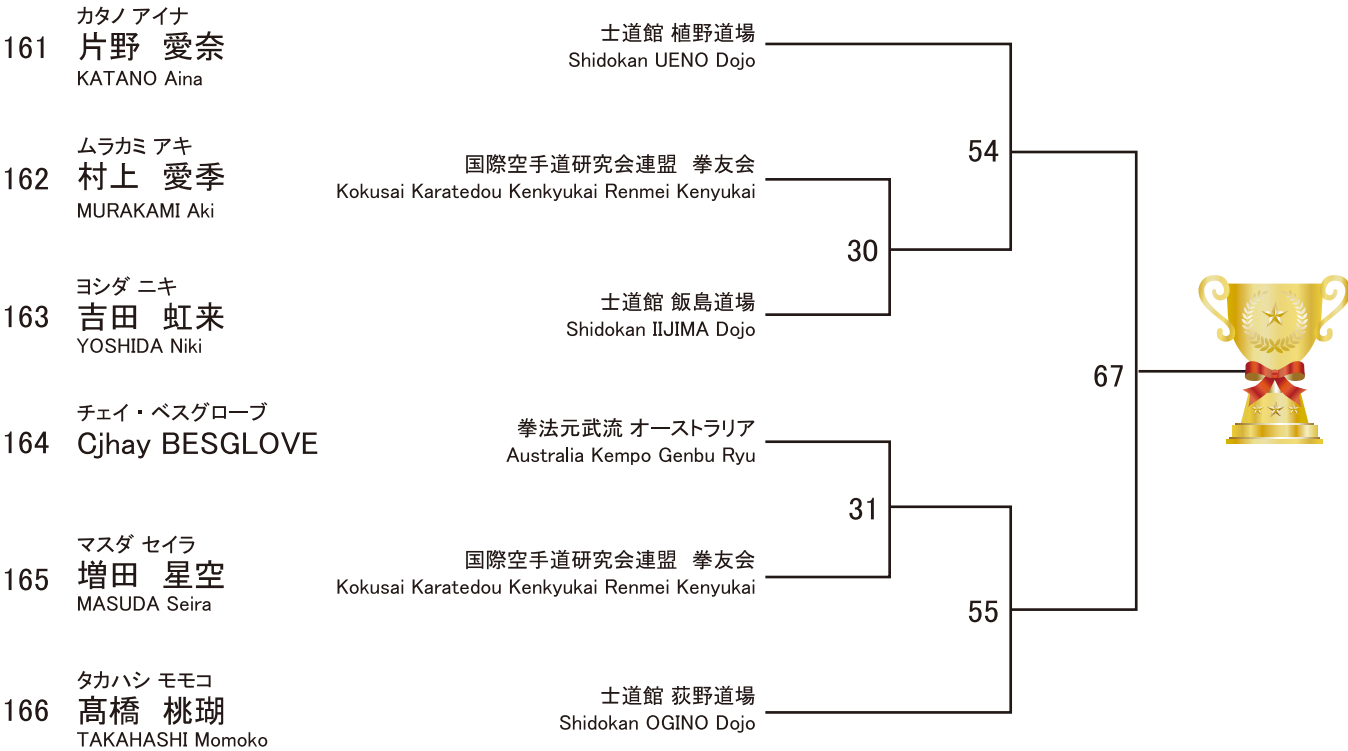 カタノ アイナ
161 片野 愛奈
KATANO Aina
士道館 植野道場
Shidokan UENO Dojo
54
ムラカミ アキ
162 村上 愛季
MURAKAMI Aki
国際空手道研究会連盟 拳友会
Kokusai Karatedou Kenkyukai Renmei Kenyukai
30
ヨシダ ニキ
163 吉田 虹来
YOSHIDA Niki
士道館 飯島道場
Shidokan IIJIMA Dojo
67
チェイ・ベスグローブ
164 Cjhay BESGLOVE
拳法元武流 オーストラリア
Australia Kempo Genbu Ryu
31
マスダ セイラ
165 増田 星空
MASUDA Seira
国際空手道研究会連盟 拳友会
Kokusai Karatedou Kenkyukai Renmei Kenyukai
55
タカハシ モモコ
166 髙橋 桃瑚
TAKAHASHI Momoko
士道館 荻野道場
Shidokan OGINO Dojo